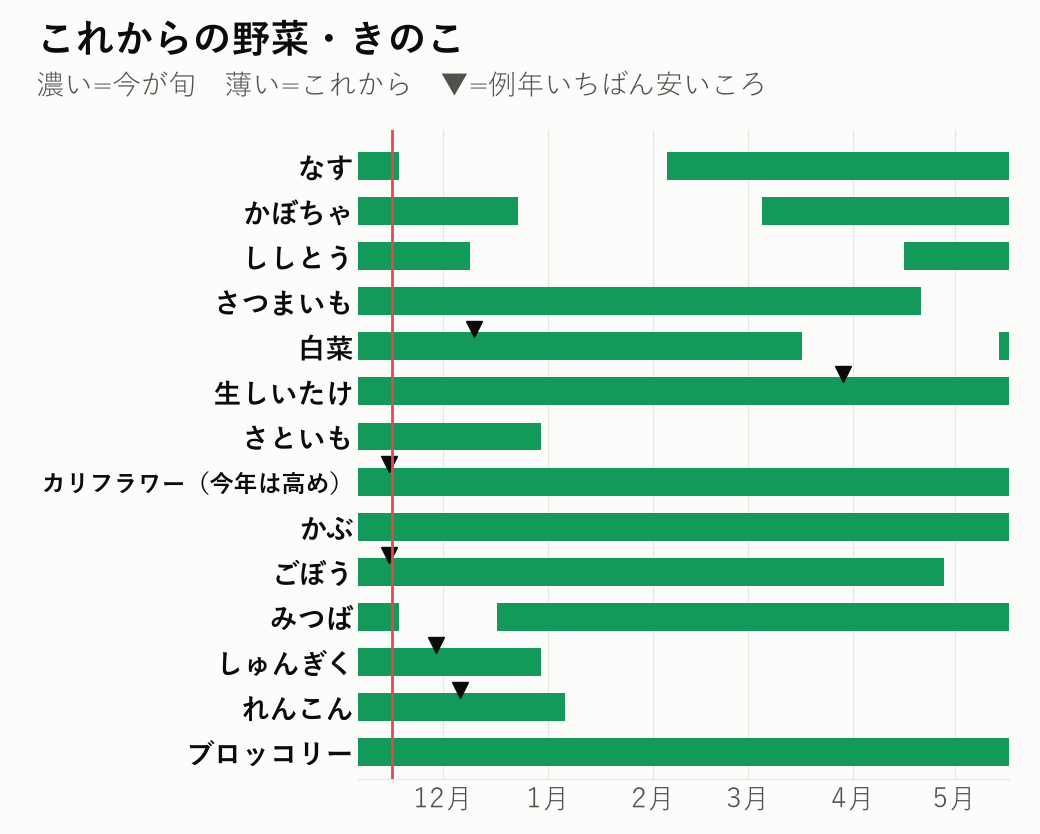 これからの野菜・きのこ
濃い=今が旬　薄い=これから　▼=例年いちばん安いころ
なす
かぼちゃ
ししとう
さつまいも
白菜
生しいたけ
さといも
カリフラワー（今年は高め）
かぶ
ごぼう
みつば
しゅんぎく
れんこん
ブロッコリー
12月　1月　2月　3月　4月　5月